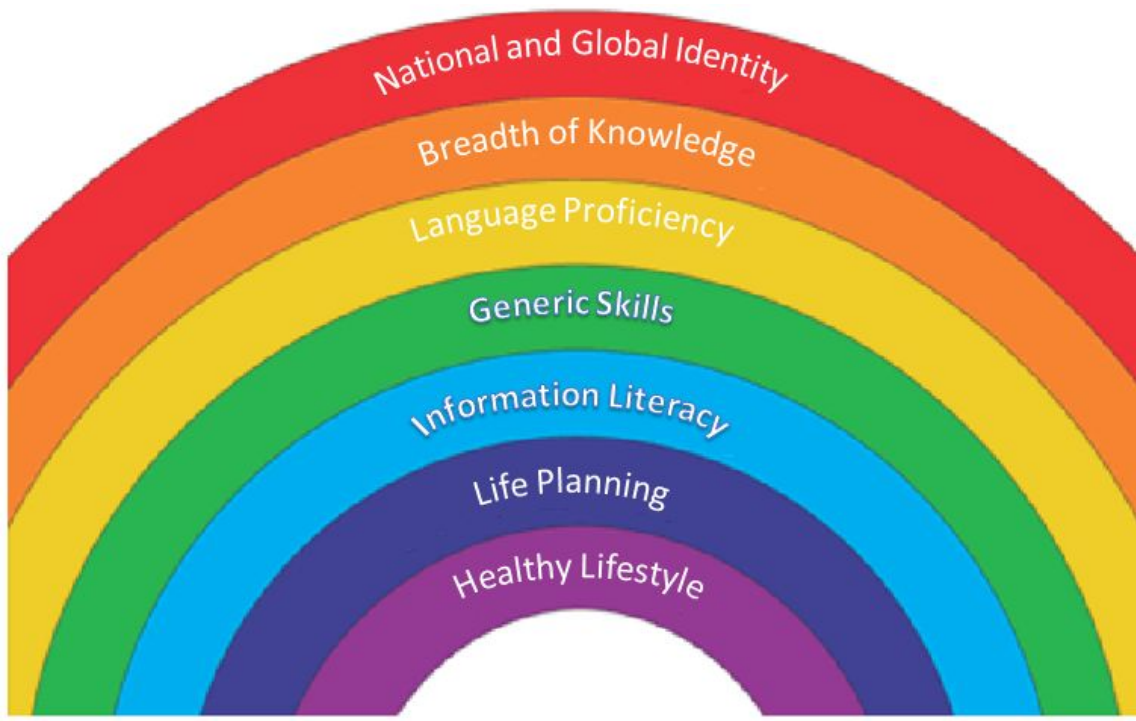 National and Global Identity
Breadth of Knowledge
Language Proficiency
Generic Skills
Information Literacy
Life Planning
Healthy Lifestyle